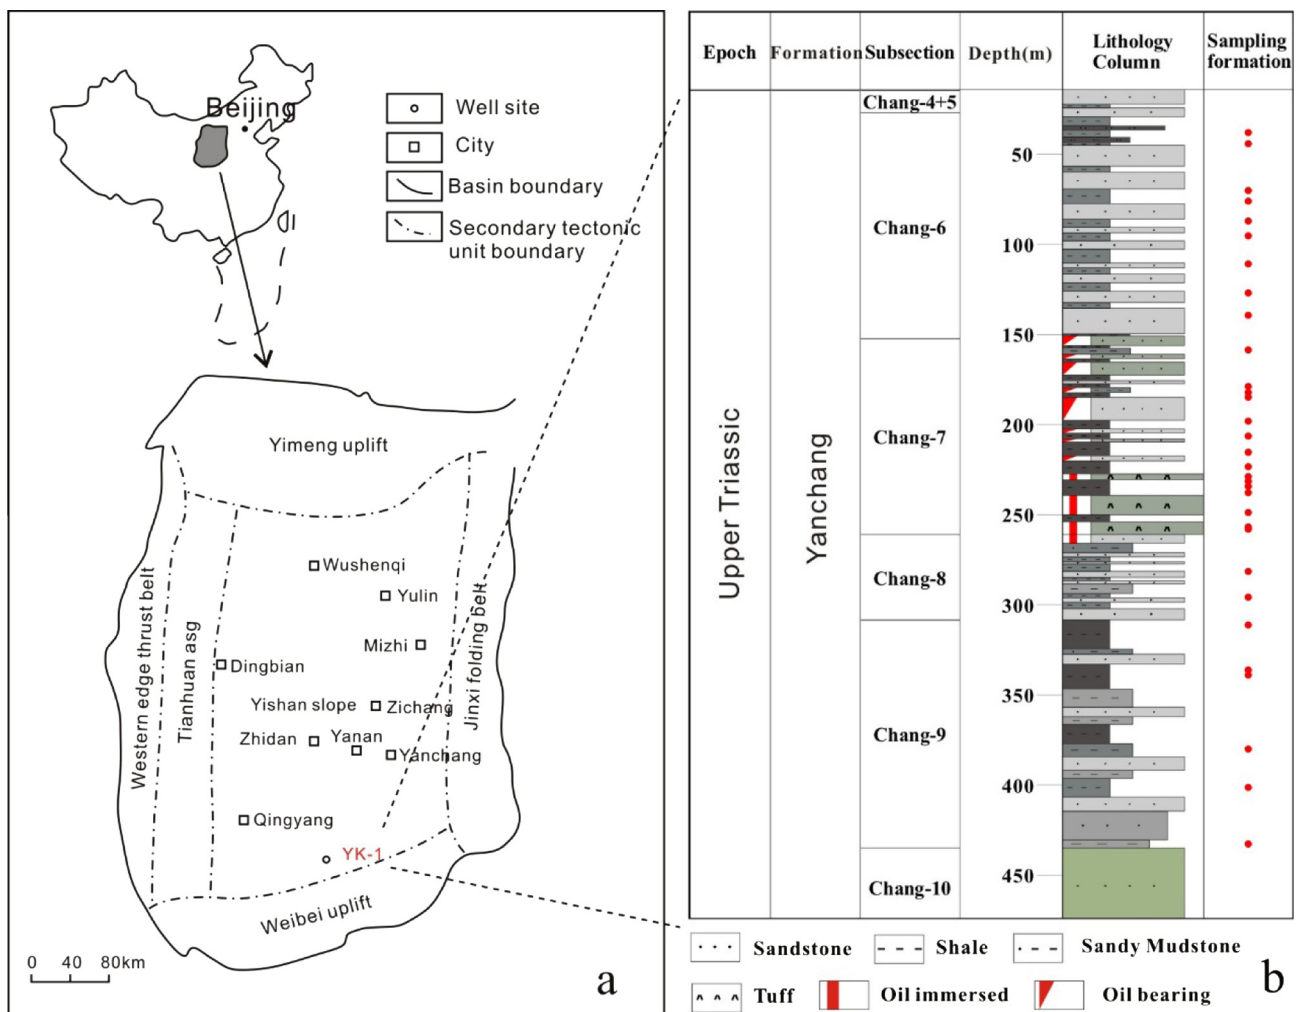 Beijing
Well site
City
Basin boundary
Secondary tectonic
unit boundary
Yimeng uplift
Western edge thrust belt
Tianhuan asg
Jinxi folding belt
Wushenqi
Yulin
Mizhi
Dingbian
Yishan slope
Zichang
Zhidan
Yanan
Yanchang
Qingyang
YK-1
Weibei uplift
0 40 80km
a
Epoch
Formation
Subsection
Depth(m)
Lithology
Column
Sampling
formation
Upper Triassic
Yanchang
Chang-4+5
Chang-6
Chang-7
Chang-8
Chang-9
Chang-10
50
100
150
200
250
300
350
400
450
Sandstone
Shale
Sandy Mudstone
Tuff
Oil immersed
Oil bearing
b